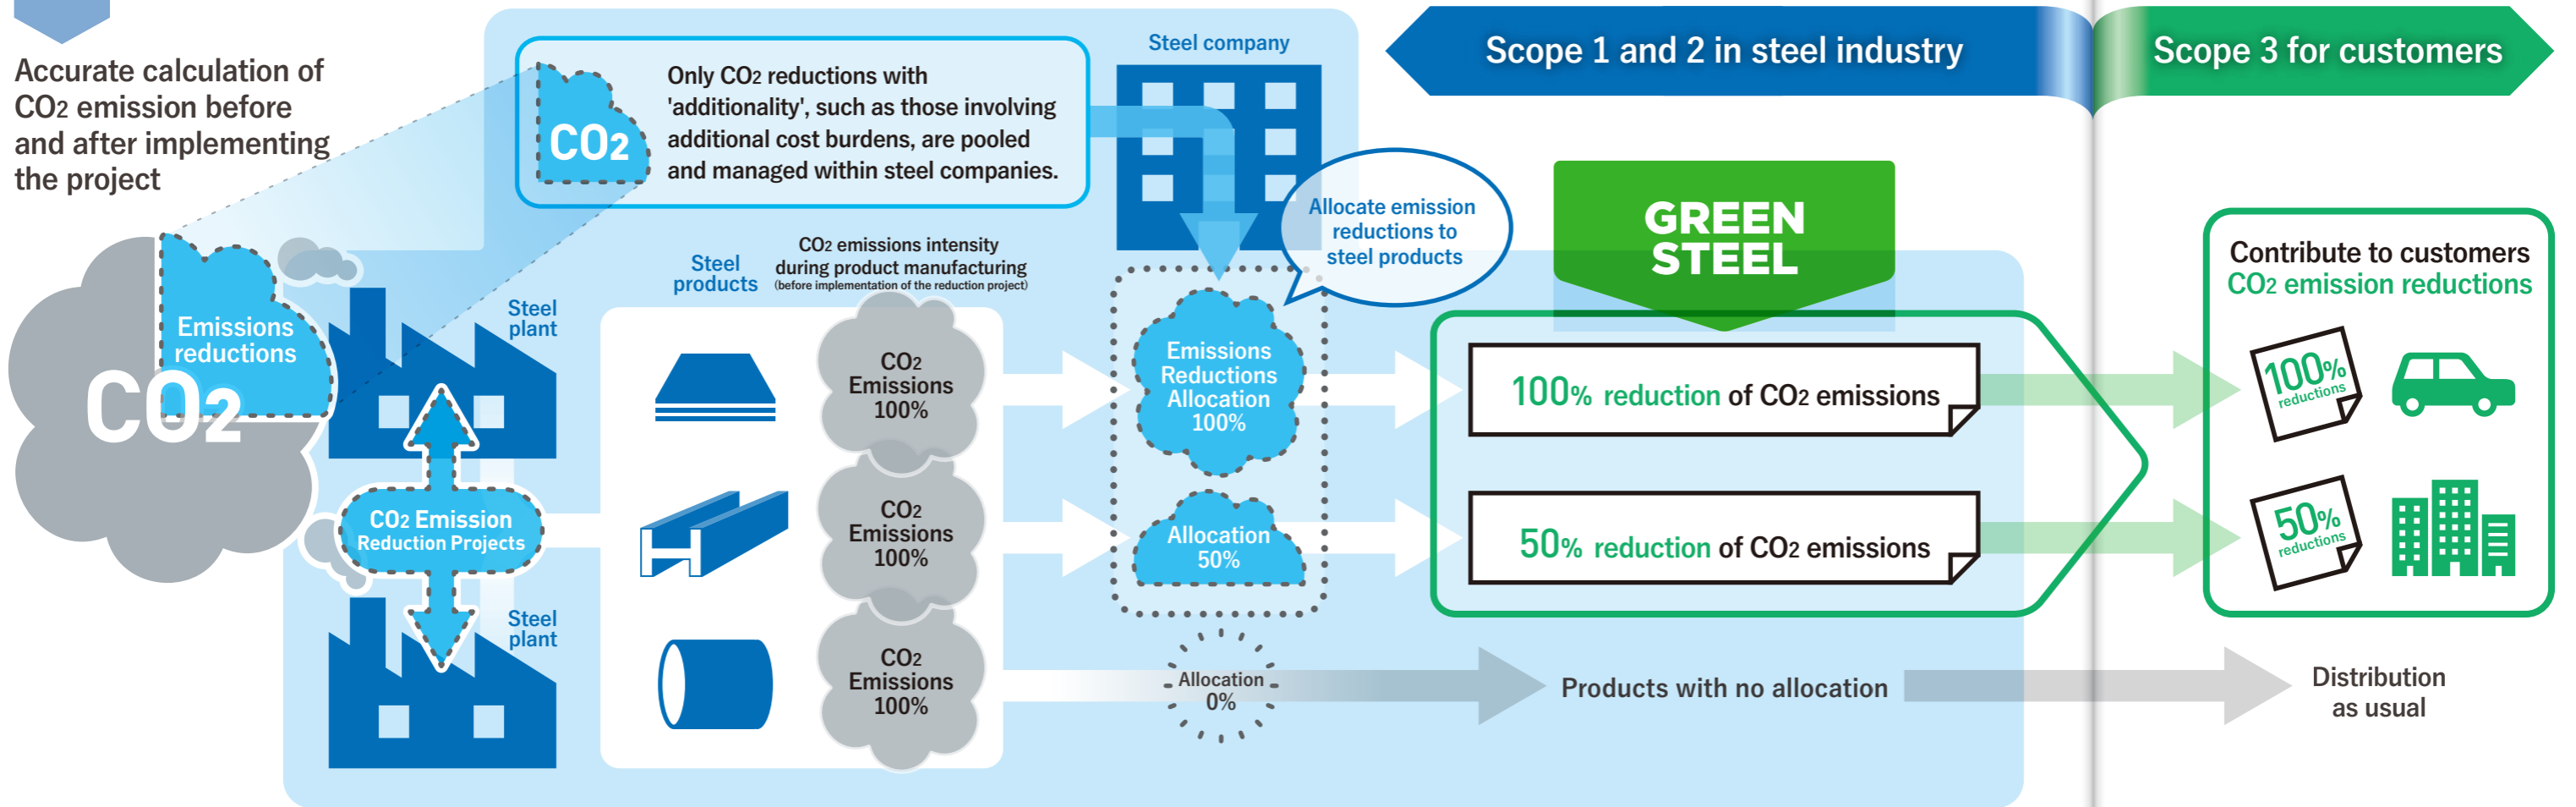 Accurate calculation of
CO2 emission before
and after implementing
the project
CO2
Only CO2 reductions with
'additionality', such as those involving
additional cost burdens, are pooled
and managed within steel companies.
Steel company
Scope 1 and 2 in steel industry
Scope 3 for customers
Allocate emission
reductions to
steel products
GREEN
STEEL
Emissions
reductions
CO2
Steel
plant
CO2 Emission
Reduction Projects
Steel
plant
Steel
products
CO2 emissions intensity
during product manufacturing
(before implementation of the reduction project)
CO2
Emissions
100%
CO2
Emissions
100%
CO2
Emissions
100%
Emissions
Reductions
Allocation
100%
Allocation
50%
Allocation
0%
100% reduction of CO2 emissions
50% reduction of CO2 emissions
Products with no allocation
Contribute to customers
CO2 emission reductions
100%
reductions
50%
reductions
Distribution
as usual